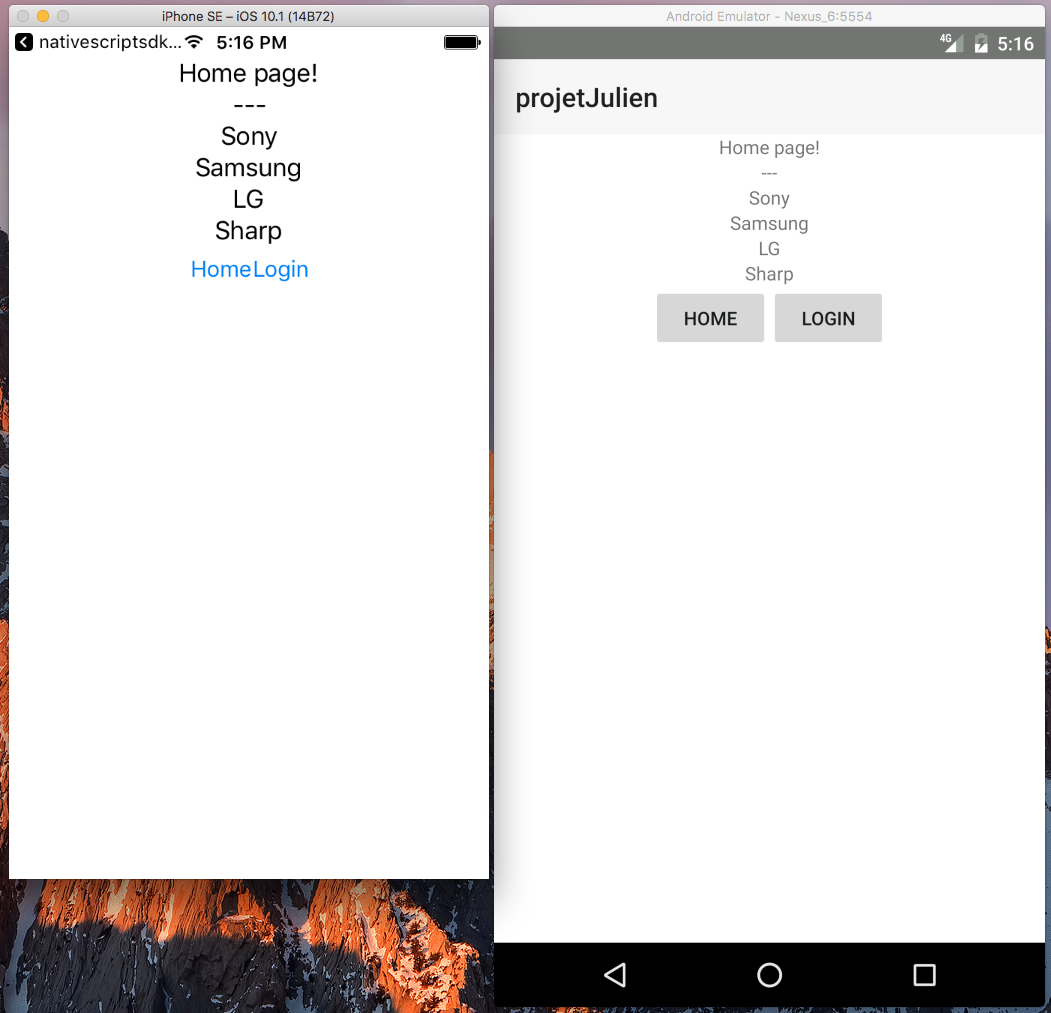 iPhone SE – iOS 10.1 (14B72)
nativescriptsdk... 5:16 PM
Home page!
---
Sony
Samsung
LG
Sharp
HomeLogin
Android Emulator - Nexus_6:5554
4G 5:16
projetJulien
Home page!
---
Sony
Samsung
LG
Sharp
HOME LOGIN